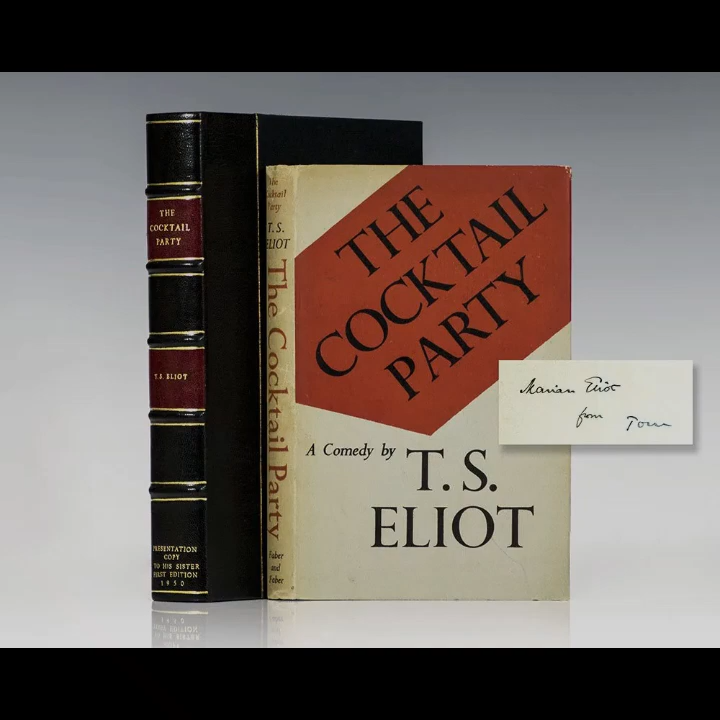 THE
COCKTAIL
PARTY
T.S. ELIOT
PRESENTATION
COPY
TO HIS SISTER
FIRST EDITION
1950
The
Cocktail
Party
T.S.
ELIOT
The Cocktail Party
Faber
and
Faber
THE
COCKTAIL
PARTY
A Comedy by
T.S.
ELIOT
Marian Eliot
from Tom